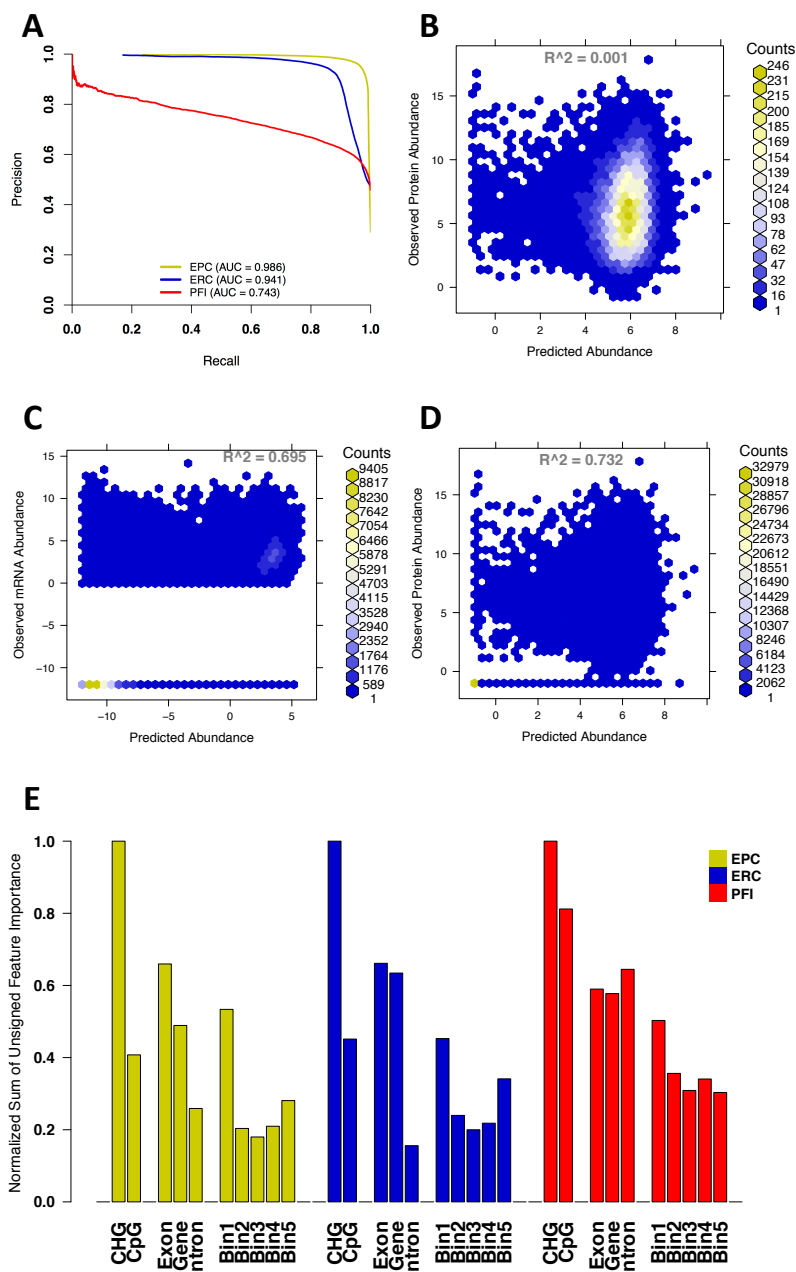 A
1.0
0.8
0.6
0.4
0.2
0.0
Precision
EPC (AUC = 0.986)
ERC (AUC = 0.941)
PFI (AUC = 0.743)
0.0 0.2 0.4 0.6 0.8 1.0
Recall
B
R^2 = 0.001
15
10
5
0
Observed Protein Abundance
0 2 4 6 8
Predicted Abundance
Counts
246
231
215
200
185
169
154
139
124
108
93
78
62
47
32
16
1
C
R^2 = 0.695
15
10
5
0
−5
−10
Observed mRNA Abundance
−10 −5 0 5
Predicted Abundance
Counts
9405
8817
8230
7642
7054
6466
5878
5291
4703
4115
3528
2940
2352
1764
1176
589
1
D
R^2 = 0.732
15
10
5
0
Observed Protein Abundance
0 2 4 6 8
Predicted Abundance
Counts
32979
30918
28857
26796
24734
22673
20612
18551
16490
14429
12368
10307
8246
6184
4123
2062
1
E
1.0
0.8
0.6
0.4
0.2
0.0
Normalized Sum of Unsigned Feature Importance
EPC
ERC
PFI
CHG
CpG
Exon
Gene
ntron
Bin1
Bin2
Bin3
Bin4
Bin5
CHG
CpG
Exon
Gene
ntron
Bin1
Bin2
Bin3
Bin4
Bin5
CHG
CpG
Exon
Gene
ntron
Bin1
Bin2
Bin3
Bin4
Bin5